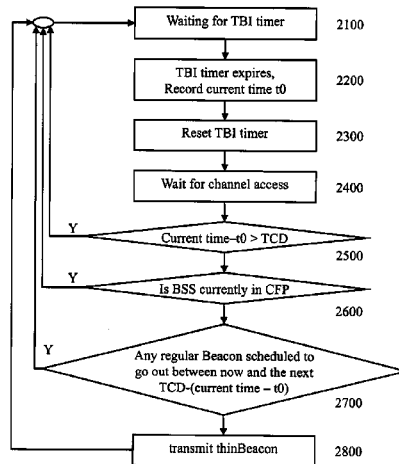 Waiting for TBI timer
2100
TBI timer expires,
Record current time t0
2200
Reset TBI timer
2300
Wait for channel access
2400
Y
Current time–t0 > TCD
2500
Y
Is BSS currently in CFP
2600
Y
Any regular Beacon scheduled to
go out between now and the next
TCD-(current time – t0)
2700
transmit thinBeacon
2800